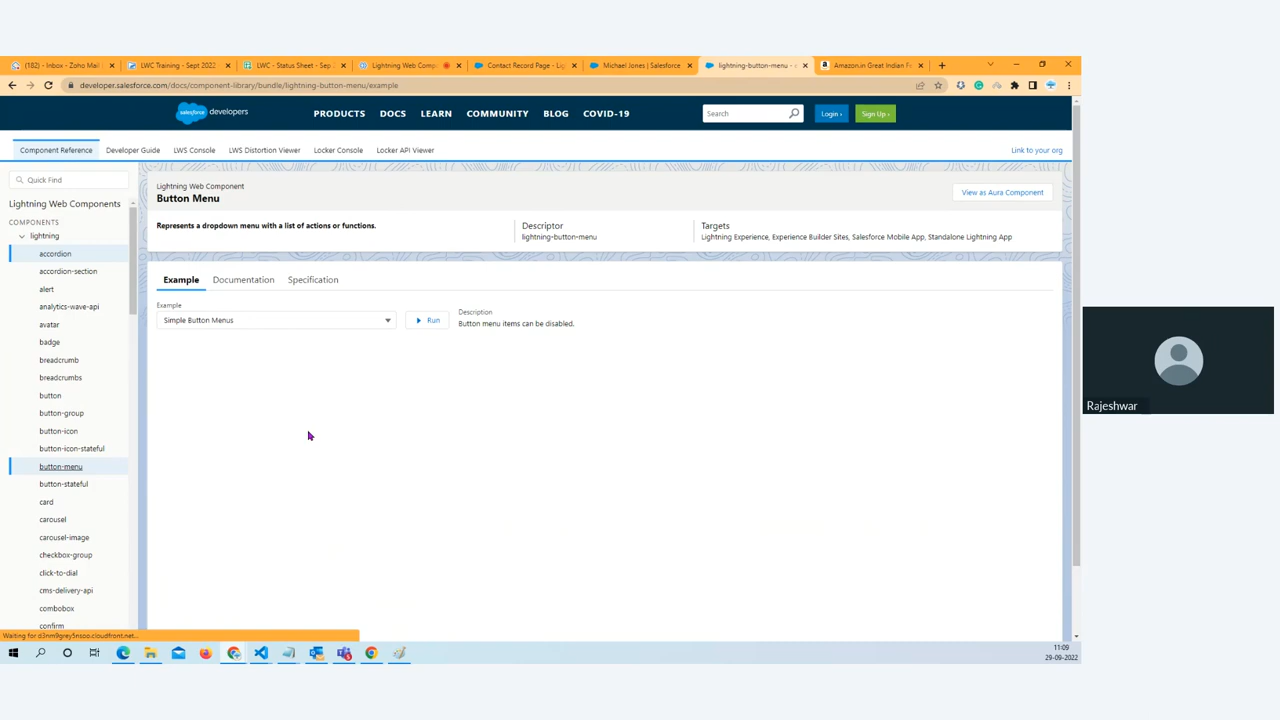 (182) - Inbox - Zoho Mail
LWC Training - Sept 2022
LWC - Status Sheet - Sep
Lightning Web Comp
Contact Record Page - Lig
Michael Jones | Salesforce
lightning-button-menu -
Amazon.in Great Indian F
developer.salesforce.com/docs/component-library/bundle/lightning-button-menu/example
salesforce developers
PRODUCTS
DOCS
LEARN
COMMUNITY
BLOG
COVID-19
Search
Login ›
Sign Up ›
Component Reference
Developer Guide
LWS Console
LWS Distortion Viewer
Locker Console
Locker API Viewer
Link to your org
Quick Find
Lightning Web Components
COMPONENTS
lightning
accordion
accordion-section
alert
analytics-wave-api
avatar
badge
breadcrumb
breadcrumbs
button
button-group
button-icon
button-icon-stateful
button-menu
button-stateful
card
carousel
carousel-image
checkbox-group
click-to-dial
cms-delivery-api
combobox
confirm
Lightning Web Component
Button Menu
View as Aura Component
Represents a dropdown menu with a list of actions or functions.
Descriptor
lightning-button-menu
Targets
Lightning Experience, Experience Builder Sites, Salesforce Mobile App, Standalone Lightning App
Example
Documentation
Specification
Example
Simple Button Menus
Run
Description
Button menu items can be disabled.
Waiting for d3nm9grey5nsoo.cloudfront.net...
11:09
29-09-2022
Rajeshwar